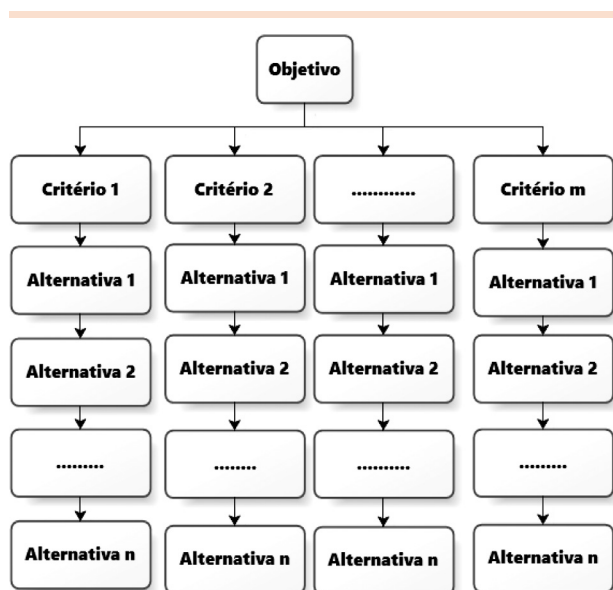 Objetivo
Critério 1
Critério 2
............
Critério m
Alternativa 1
Alternativa 1
Alternativa 1
Alternativa 1
Alternativa 2
Alternativa 2
Alternativa 2
Alternativa 2
.........
........
..........
.........
Alternativa n
Alternativa n
Alternativa n
Alternativa n